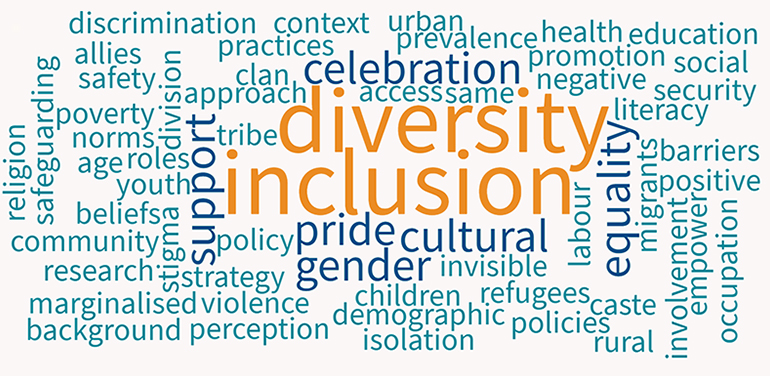 discrimination
context
urban
allies
practices
prevalence
health
education
safety
clan
celebration
promotion
social
poverty
division
approach
access
same
negative
security
safeguarding
norms
tribe
diversity
literacy
religion
age
roles
support
inclusion
equality
migrants
barriers
youth
labour
positive
beliefs
stigma
policy
pride
cultural
community
research
strategy
gender
invisible
involvement
empower
occupation
marginalised
violence
children
refugees
caste
background
perception
demographic
policies
isolation
rural